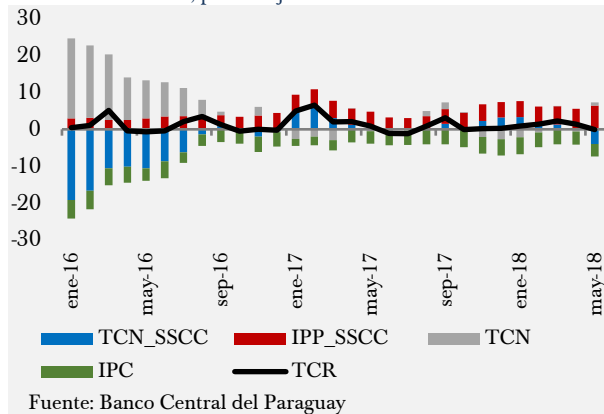 30
20
10
0
-10
-20
-30
ene-16
may-16
sep-16
ene-17
may-17
sep-17
ene-18
may-18
TCN_SSCC IPP_SSCC TCN
IPC TCR
Fuente: Banco Central del Paraguay